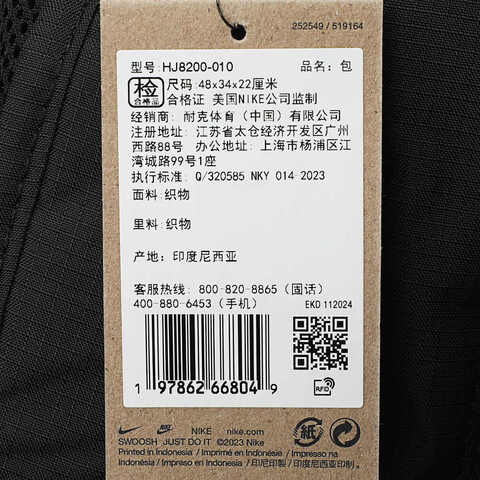 252549 / 519164
型号: HJ8200-010 品名: 包
检 合格证
尺码: 48x34x22厘米
合格证 美国NIKE公司监制
经销商: 耐克体育（中国）有限公司
注册地址: 江苏省太仓经济开发区广州
西路88号 办公地址: 上海市杨浦区江
湾城路99号1座
执行标准: Q/320585 NKY 014-2023
面料: 织物
里料: 织物
产地: 印度尼西亚
客服热线: 800-820-8865 (固话)
400-880-6453 (手机)
EKD 112024
1 97862 66804 9
RFID
NIKE nike.com
SWOOSH JUST DO IT ©2023 Nike
Printed in Indonesia / Imprimé en
Indonésie / Impreso en Indonesia /
Impresso na Indonésia / 印尼印製 / 在印度尼西亚印制。
紙